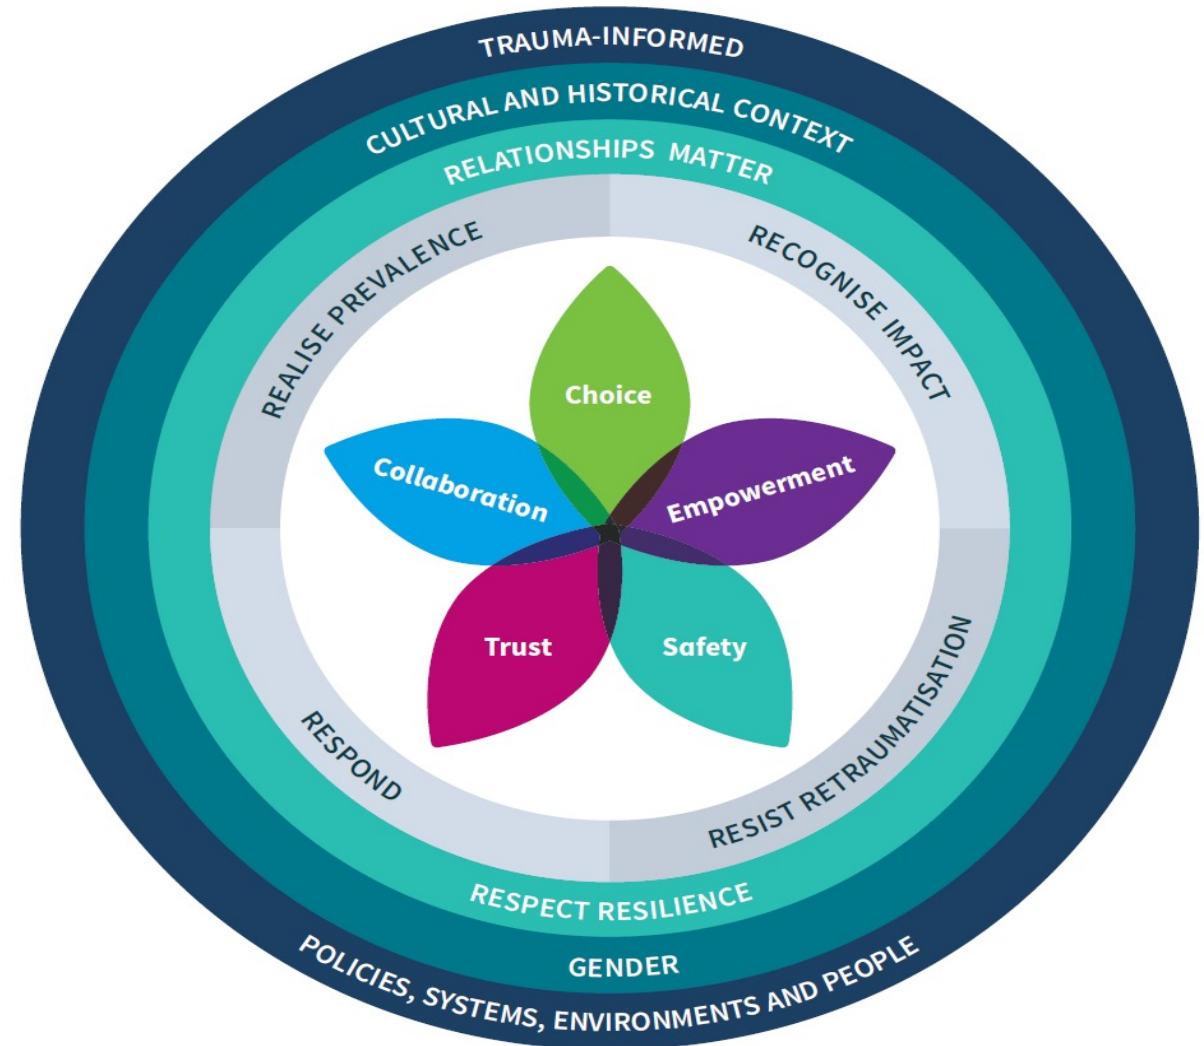 TRAUMA-INFORMED
CULTURAL AND HISTORICAL CONTEXT
RELATIONSHIPS MATTER
REALISE PREVALENCE
RECOGNISE IMPACT
Choice
Collaboration
Empowerment
Trust
Safety
RESPOND
RESIST RETRAUMATISATION
RESPECT RESILIENCE
GENDER
POLICIES, SYSTEMS, ENVIRONMENTS AND PEOPLE